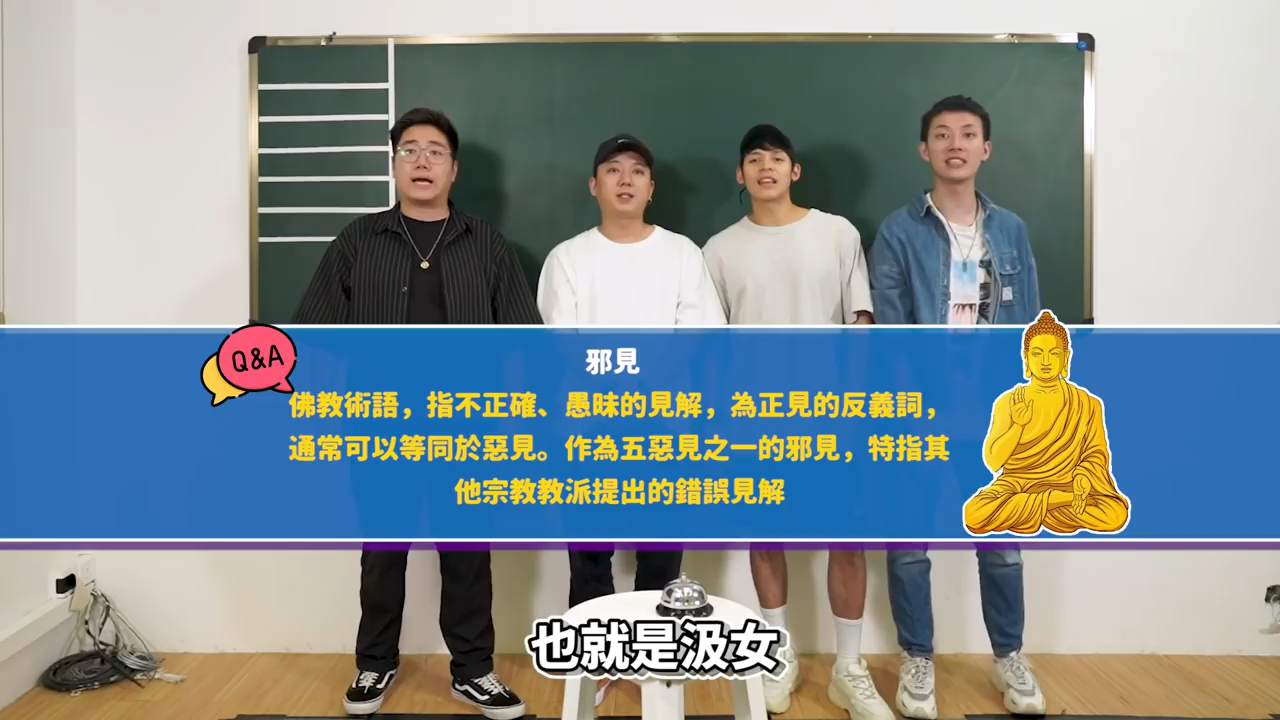 Q&A
邪見
佛教術語，指不正確、愚昧的見解，為正見的反義詞，
通常可以等同於惡見。作為五惡見之一的邪見，特指其
他宗教教派提出的錯誤見解
也就是汲女